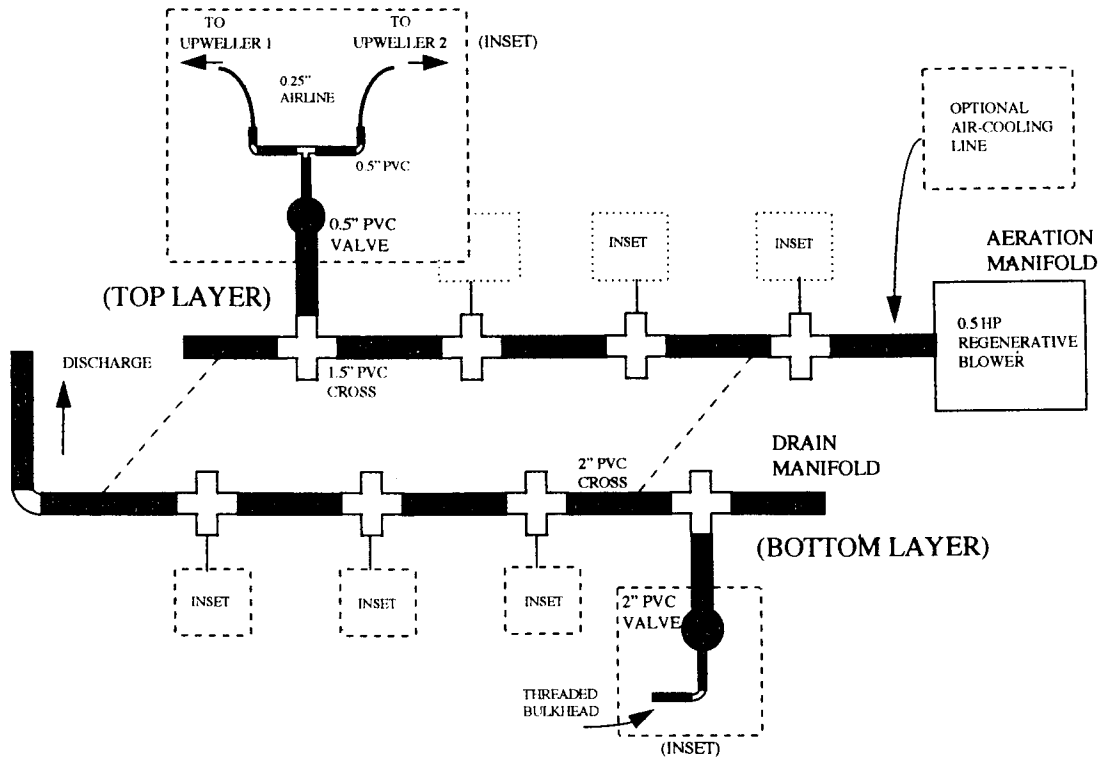 TO
UPWELLER 1
TO
UPWELLER 2
(INSET)
0.25" 
AIRLINE
0.5" PVC
0.5" PVC
VALVE
OPTIONAL
AIR-COOLING
LINE
INSET
INSET
AERATION
MANIFOLD
(TOP LAYER)
0.5 HP
REGENERATIVE
BLOWER
DISCHARGE
1.5" PVC
CROSS
DRAIN
MANIFOLD
2" PVC
CROSS
(BOTTOM LAYER)
INSET
INSET
INSET
2" PVC
VALVE
THREADED
BULKHEAD
(INSET)